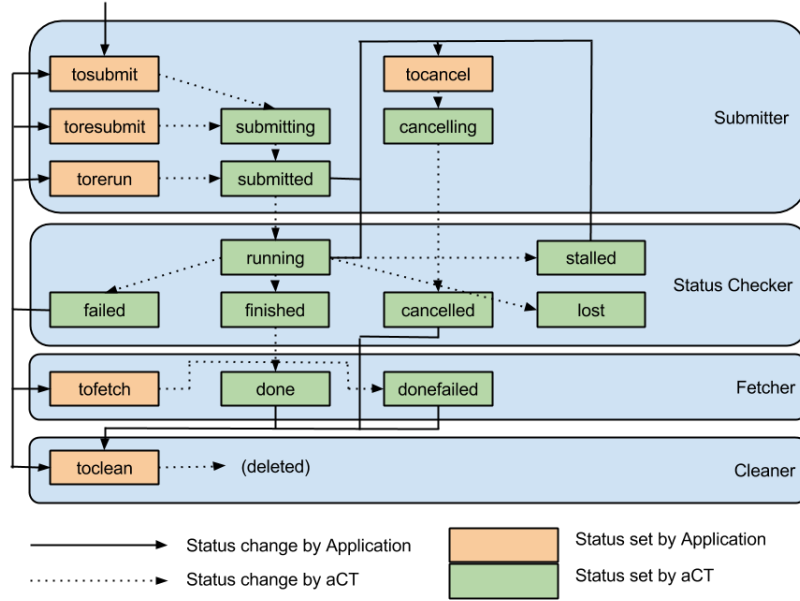 tosubmit
tocancel
toresubmit
submitting
cancelling
Submitter
torerun
submitted
running
stalled
Status Checker
failed
finished
cancelled
lost
tofetch
done
donefailed
Fetcher
toclean
(deleted)
Cleaner
Status change by Application
Status set by Application
Status change by aCT
Status set by aCT